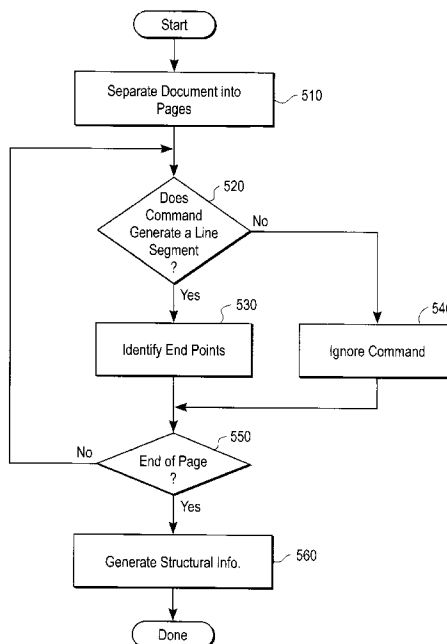 Start
Separate Document into
Pages
510
520
Does
Command
Generate a Line
Segment
?
No
Yes
530
540
Identify End Points
Ignore Command
550
No
End of Page
?
Yes
Generate Structural Info.
560
Done